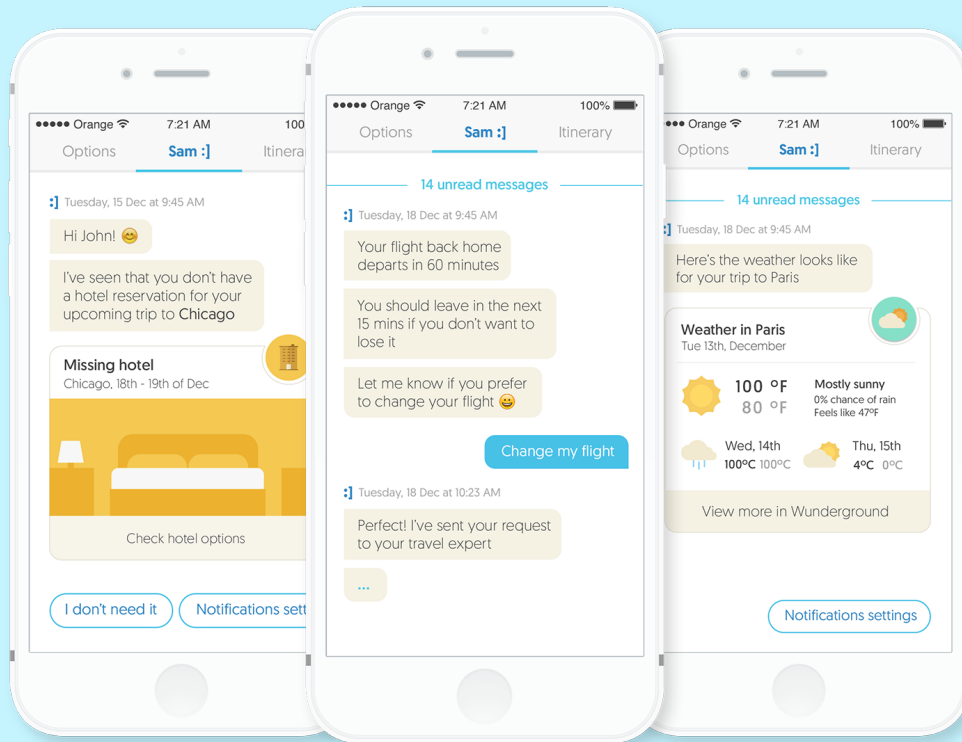 ●●●●● Orange 7:21 AM 100
Options Sam :] Itinera
:] Tuesday, 15 Dec at 9:45 AM
Hi John! 😊
I've seen that you don't have
a hotel reservation for your
upcoming trip to Chicago
Missing hotel
Chicago, 18th - 19th of Dec
Check hotel options
I don't need it
Notifications sett
●●●●● Orange 7:21 AM 100%
Options Sam :] Itinerary
14 unread messages
:] Tuesday, 18 Dec at 9:45 AM
Your flight back home
departs in 60 minutes
You should leave in the next
15 mins if you don't want to
lose it
Let me know if you prefer
to change your flight 😀
Change my flight
:] Tuesday, 18 Dec at 10:23 AM
Perfect! I've sent your request
to your travel expert
...
●●● Orange 7:21 AM 100%
Options Sam :] Itinerary
14 unread messages
:] Tuesday, 18 Dec at 9:45 AM
Here's the weather looks like
for your trip to Paris
Weather in Paris
Tue 13th, December
100 ºF
80 ºF
Mostly sunny
0% chance of rain
Feels like 47ºF
Wed, 14th
100ºC 100ºC
Thu, 15th
4ºC 0ºC
View more in Wunderground
Notifications settings